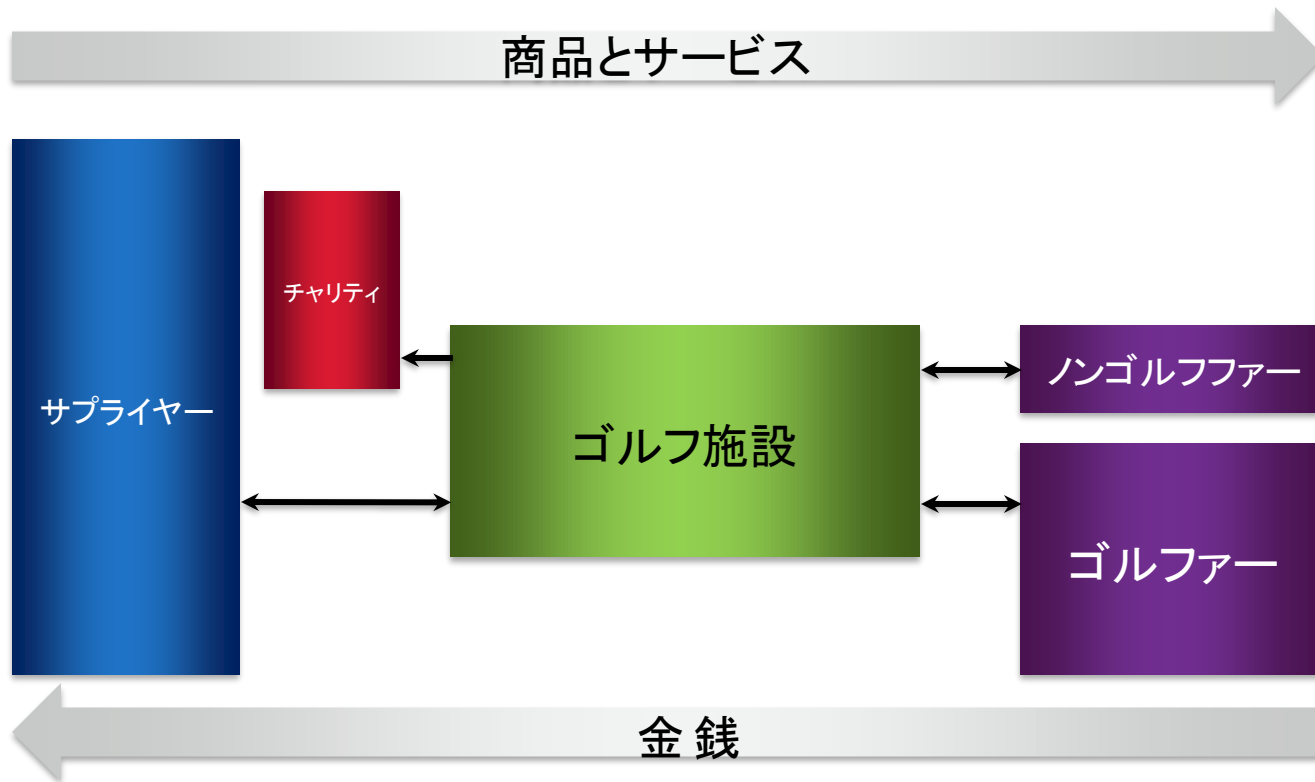 商品とサービス
チャリティ
サプライヤー
ゴルフ施設
ノンゴルフファー
ゴルファー
金 銭